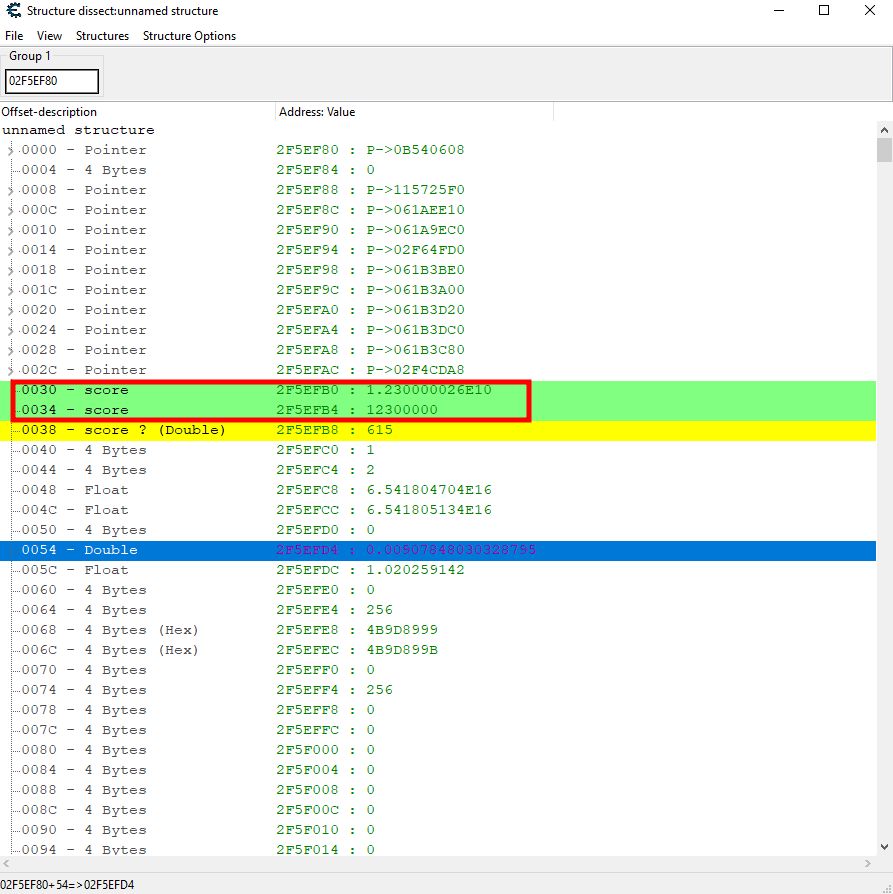 Structure dissect:unnamed structure
File View Structures Structure Options
Group 1
02F5EF80
Offset-description Address: Value
unnamed structure
0000 - Pointer 2F5EF80 : P->0B540608
0004 - 4 Bytes 2F5EF84 : 0
0008 - Pointer 2F5EF88 : P->115725F0
000C - Pointer 2F5EF8C : P->061AEE10
0010 - Pointer 2F5EF90 : P->061A9EC0
0014 - Pointer 2F5EF94 : P->02F64FD0
0018 - Pointer 2F5EF98 : P->061B3BE0
001C - Pointer 2F5EF9C : P->061B3A00
0020 - Pointer 2F5EFA0 : P->061B3D20
0024 - Pointer 2F5EFA4 : P->061B3DC0
0028 - Pointer 2F5EFA8 : P->061B3C80
002C - Pointer 2F5EFAC : P->02F4CDA8
0030 - score 2F5EFB0 : 1.230000026E10
0034 - score 2F5EFB4 : 12300000
0038 - score ? (Double) 2F5EFB8 : 615
0040 - 4 Bytes 2F5EFC0 : 1
0044 - 4 Bytes 2F5EFC4 : 2
0048 - Float 2F5EFC8 : 6.541804704E16
004C - Float 2F5EFCC : 6.541805134E16
0050 - 4 Bytes 2F5EFD0 : 0
0054 - Double 2F5EFD4 : 0.00907848030328795
005C - Float 2F5EFDC : 1.020259142
0060 - 4 Bytes 2F5EFE0 : 0
0064 - 4 Bytes 2F5EFE4 : 256
0068 - 4 Bytes (Hex) 2F5EFE8 : 4B9D8999
006C - 4 Bytes (Hex) 2F5EFEC : 4B9D899B
0070 - 4 Bytes 2F5EFF0 : 0
0074 - 4 Bytes 2F5EFF4 : 256
0078 - 4 Bytes 2F5EFF8 : 0
007C - 4 Bytes 2F5EFFC : 0
0080 - 4 Bytes 2F5F000 : 0
0084 - 4 Bytes 2F5F004 : 0
0088 - 4 Bytes 2F5F008 : 0
008C - 4 Bytes 2F5F00C : 0
0090 - 4 Bytes 2F5F010 : 0
0094 - 4 Bytes 2F5F014 : 0
02F5EF80+54=>02F5EFD4